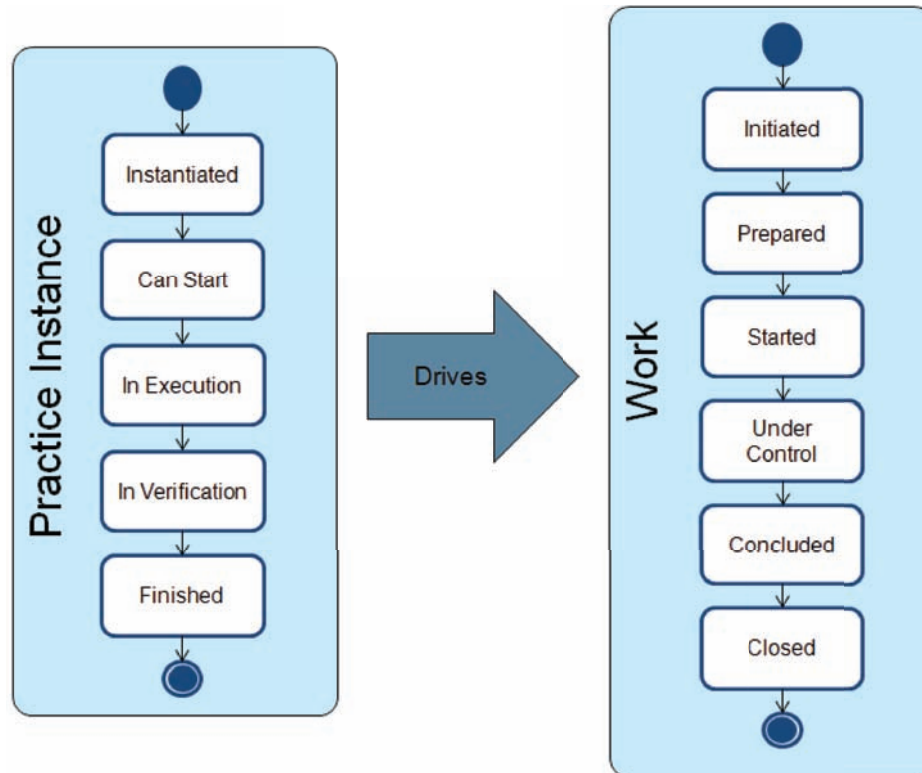 Practice Instance
Instantiated
Can Start
In Execution
In Verification
Finished
Drives
Work
Initiated
Prepared
Started
Under
Control
Concluded
Closed